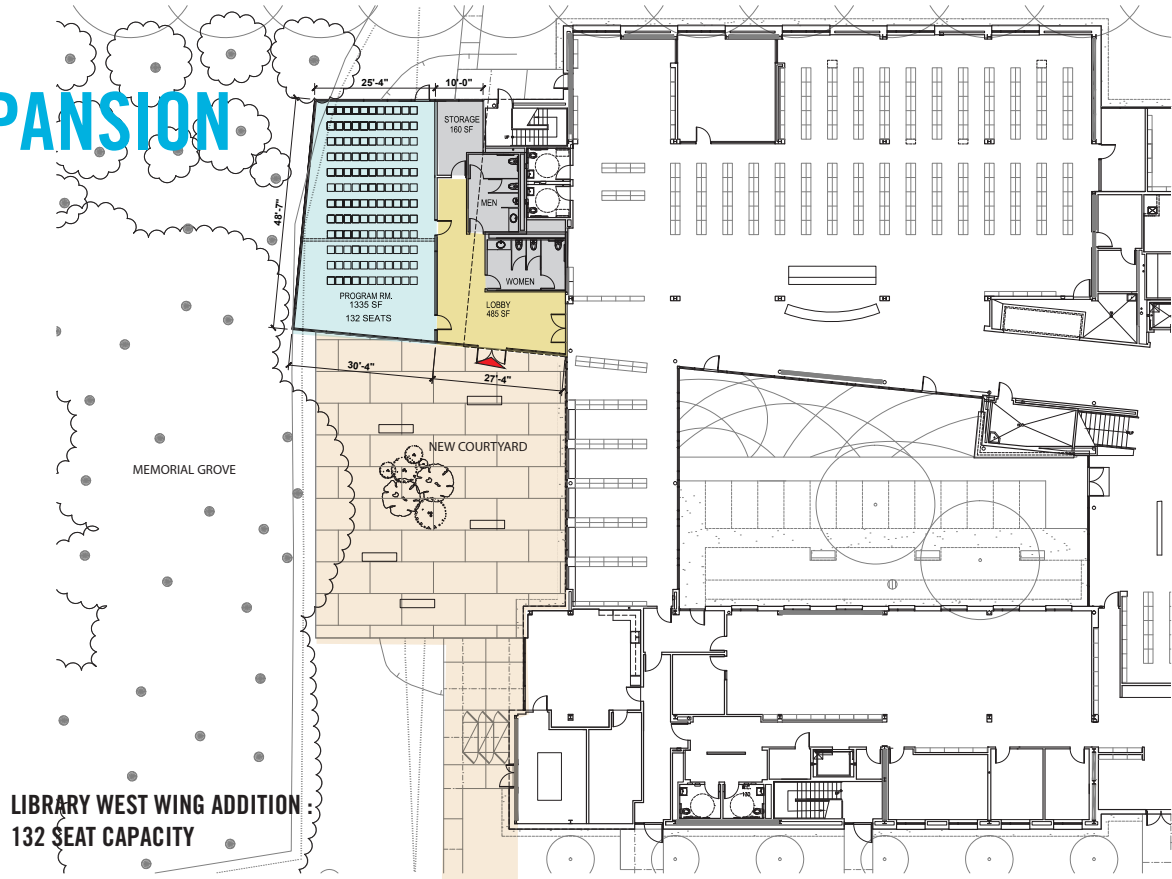 PANSION
25'-4"
10'-0"
STORAGE
160 SF
48'-7"
MEN
WOMEN
PROGRAM RM.
1335 SF
132 SEATS
LOBBY
485 SF
30'-4"
27'-4"
NEW COURTYARD
MEMORIAL GROVE
LIBRARY WEST WING ADDITION :
132 SEAT CAPACITY